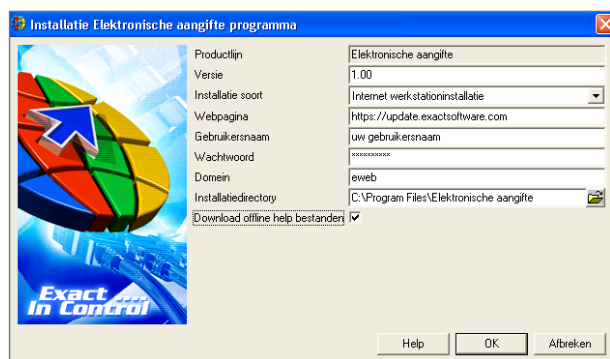 Installatie Elektronische aangifte programma
Productlijn Elektronische aangifte
Versie 1.00
Installatie soort Internet werkstationinstallatie
Webpagina https://update.exactsoftware.com
Gebruikersnaam uw gebruikersnaam
Wachtwoord xxxxxxxxxx
Domein eweb
Installatiedirectory C:\Program Files\Elektronische aangifte
Download offline help bestanden
Exact ....
In Control
Help OK Afbreken